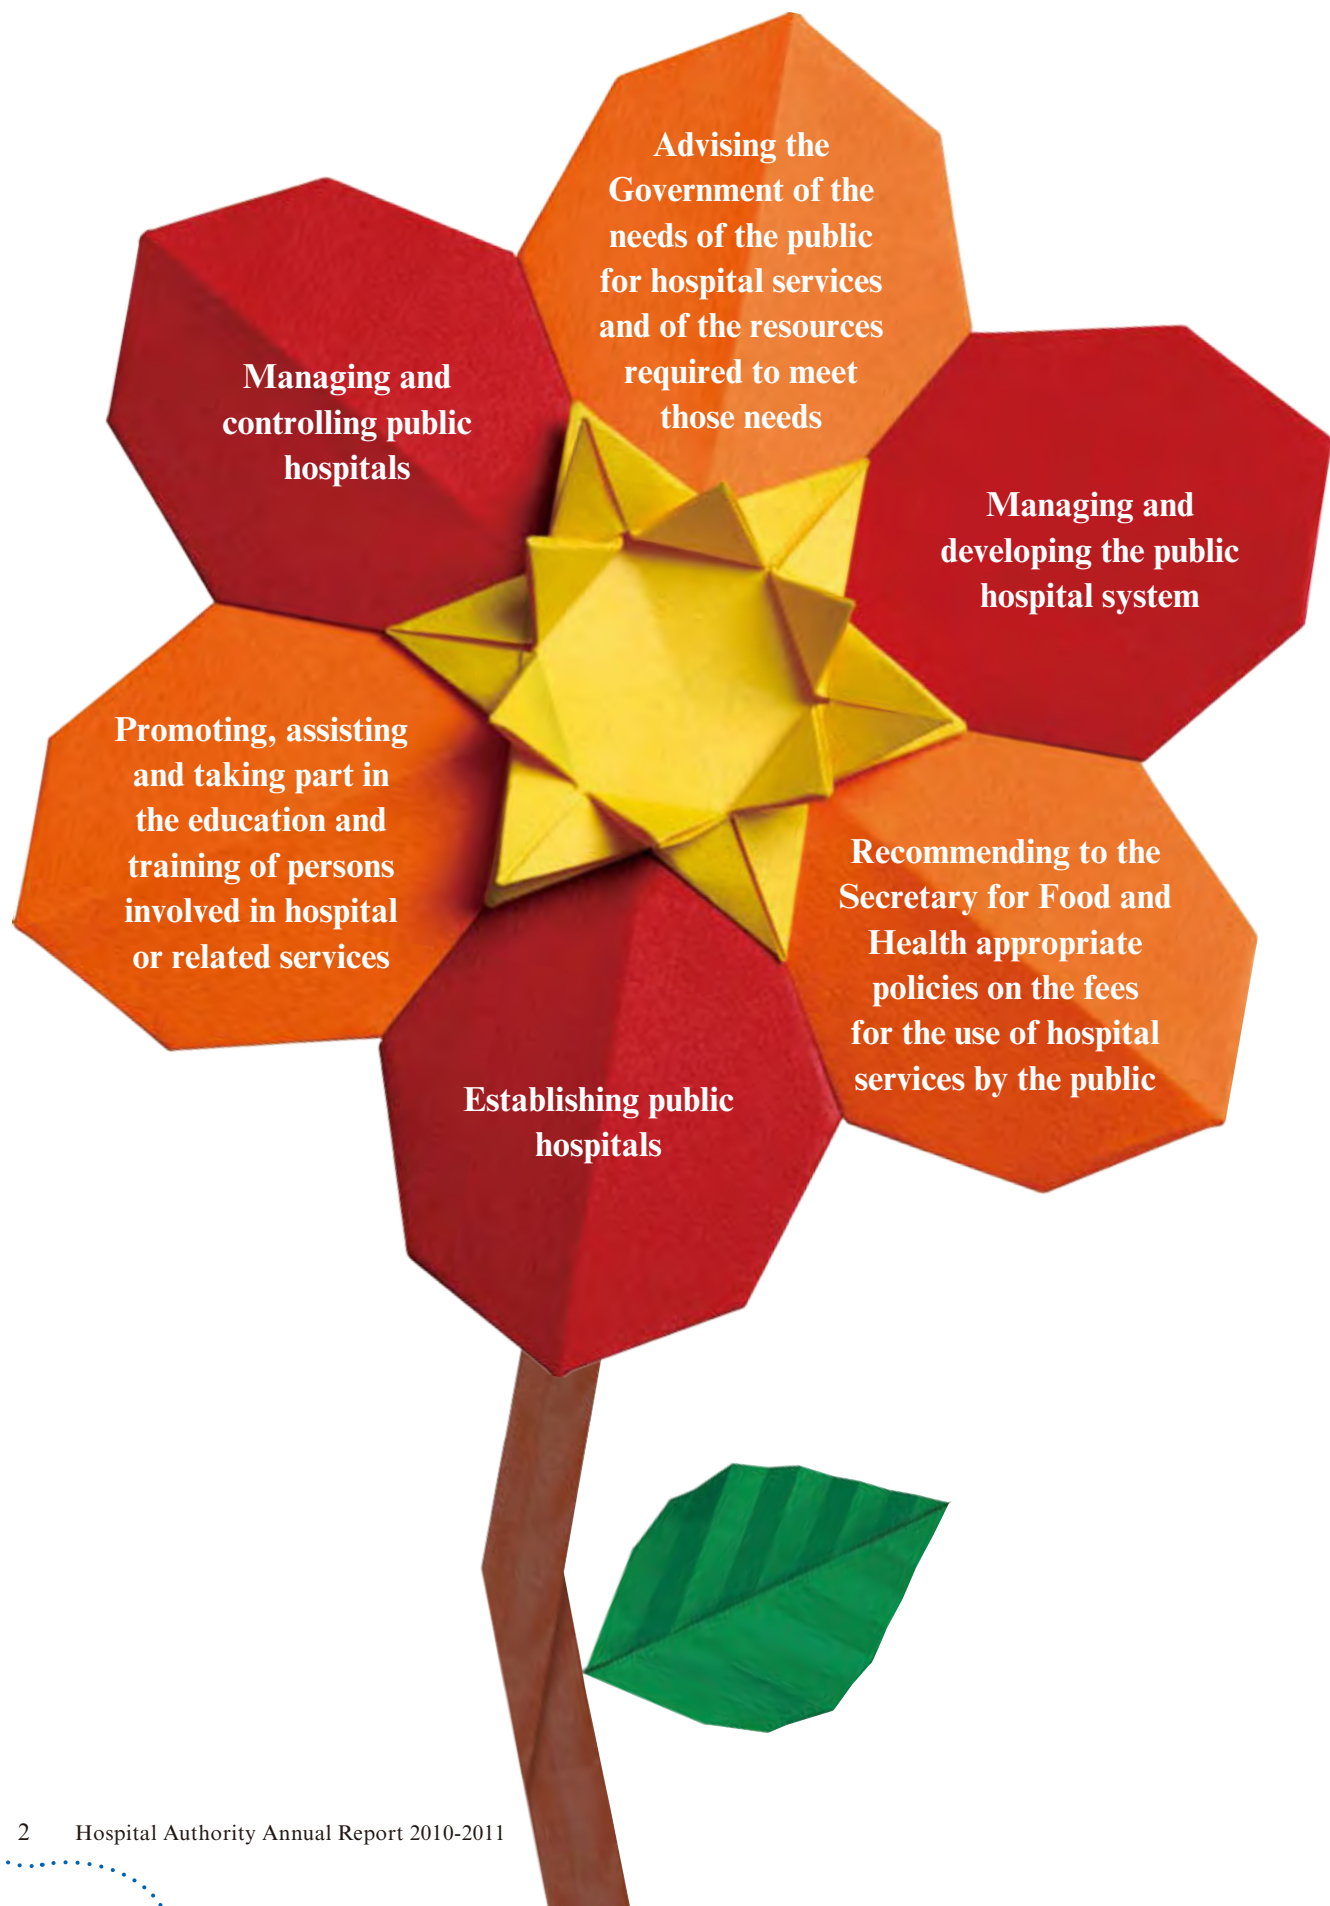 Advising the
Government of the
needs of the public
for hospital services
and of the resources
required to meet
those needs
Managing and
controlling public
hospitals
Managing and
developing the public
hospital system
Promoting, assisting
and taking part in
the education and
training of persons
involved in hospital
or related services
Recommending to the
Secretary for Food and
Health appropriate
policies on the fees
for the use of hospital
services by the public
Establishing public
hospitals
2 Hospital Authority Annual Report 2010-2011